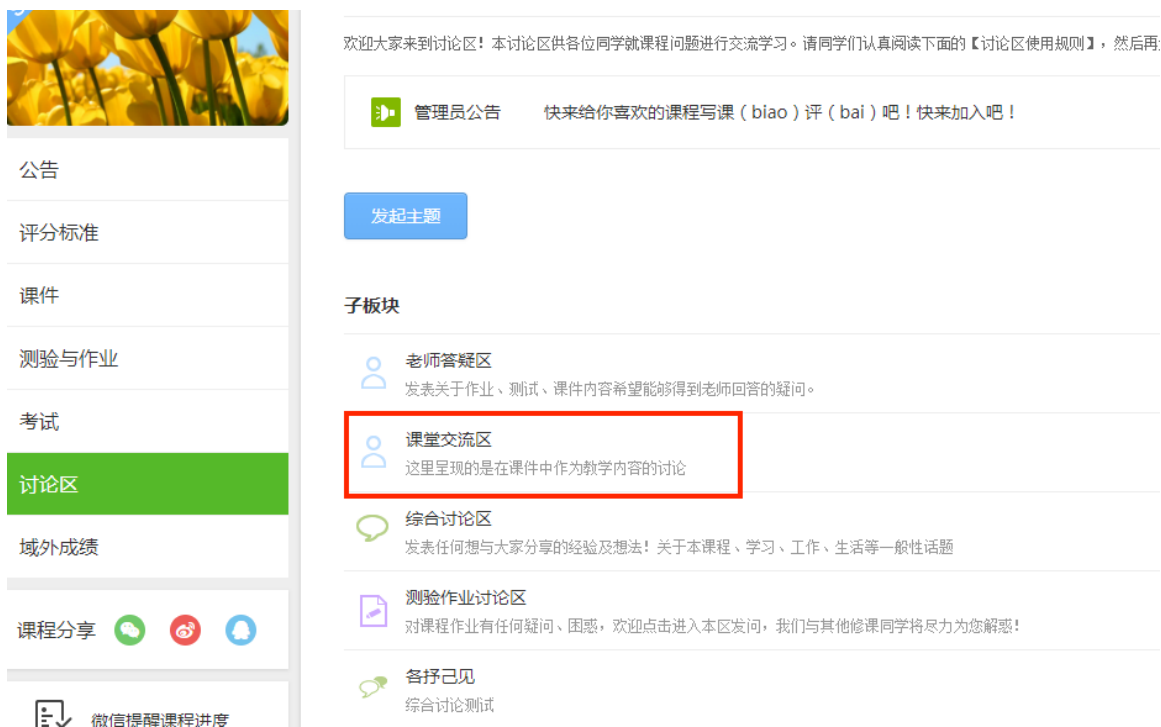 欢迎大家来到讨论区！本讨论区供各位同学就课程问题进行交流学习。请同学们认真阅读下面的【讨论区使用规则】，然后再
管理员公告 快来给你喜欢的课程写课（biao）评（bai）吧！快来加入吧！
公告
评分标准
课件
测验与作业
考试
讨论区
域外成绩
课程分享
微信提醒课程进度
发起主题
子板块
老师答疑区
发表关于作业、测试、课件内容希望能够得到老师回答的疑问。
课堂交流区
这里呈现的是在课件中作为教学内容的讨论
综合讨论区
发表任何想与大家分享的经验及想法！关于本课程、学习、工作、生活等一般性话题
测验作业讨论区
对课程作业有任何疑问、困惑，欢迎点击进入本区发问，我们与其他修课同学将尽力为您解惑！
各抒己见
综合讨论测试